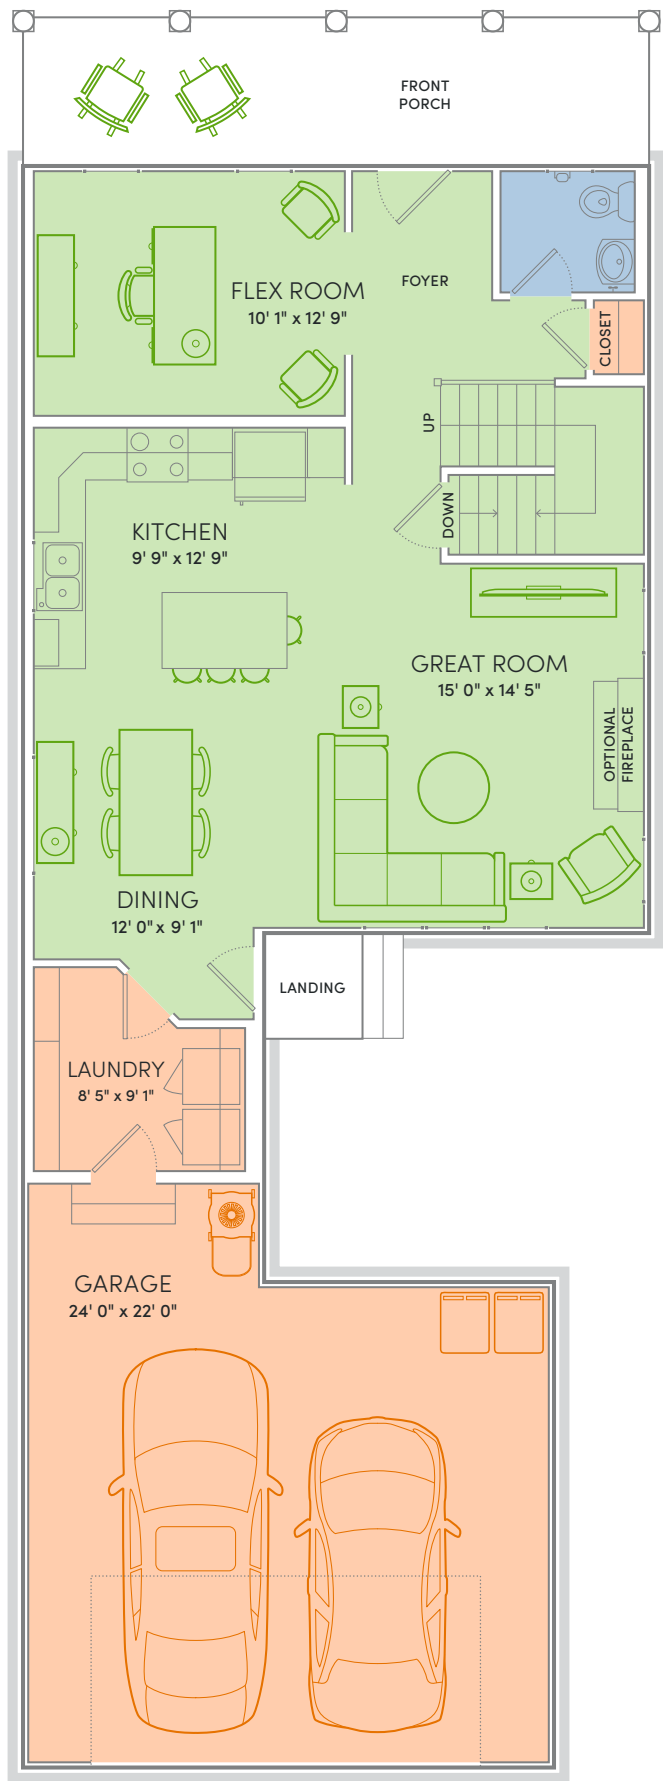 FRONT
PORCH
FLEX ROOM
10' 1" x 12' 9"
FOYER
CLOSET
UP
DOWN
KITCHEN
9' 9" x 12' 9"
GREAT ROOM
15' 0" x 14' 5"
OPTIONAL
FIREPLACE
DINING
12' 0" x 9' 1"
LANDING
LAUNDRY
8' 5" x 9' 1"
GARAGE
24' 0" x 22' 0"